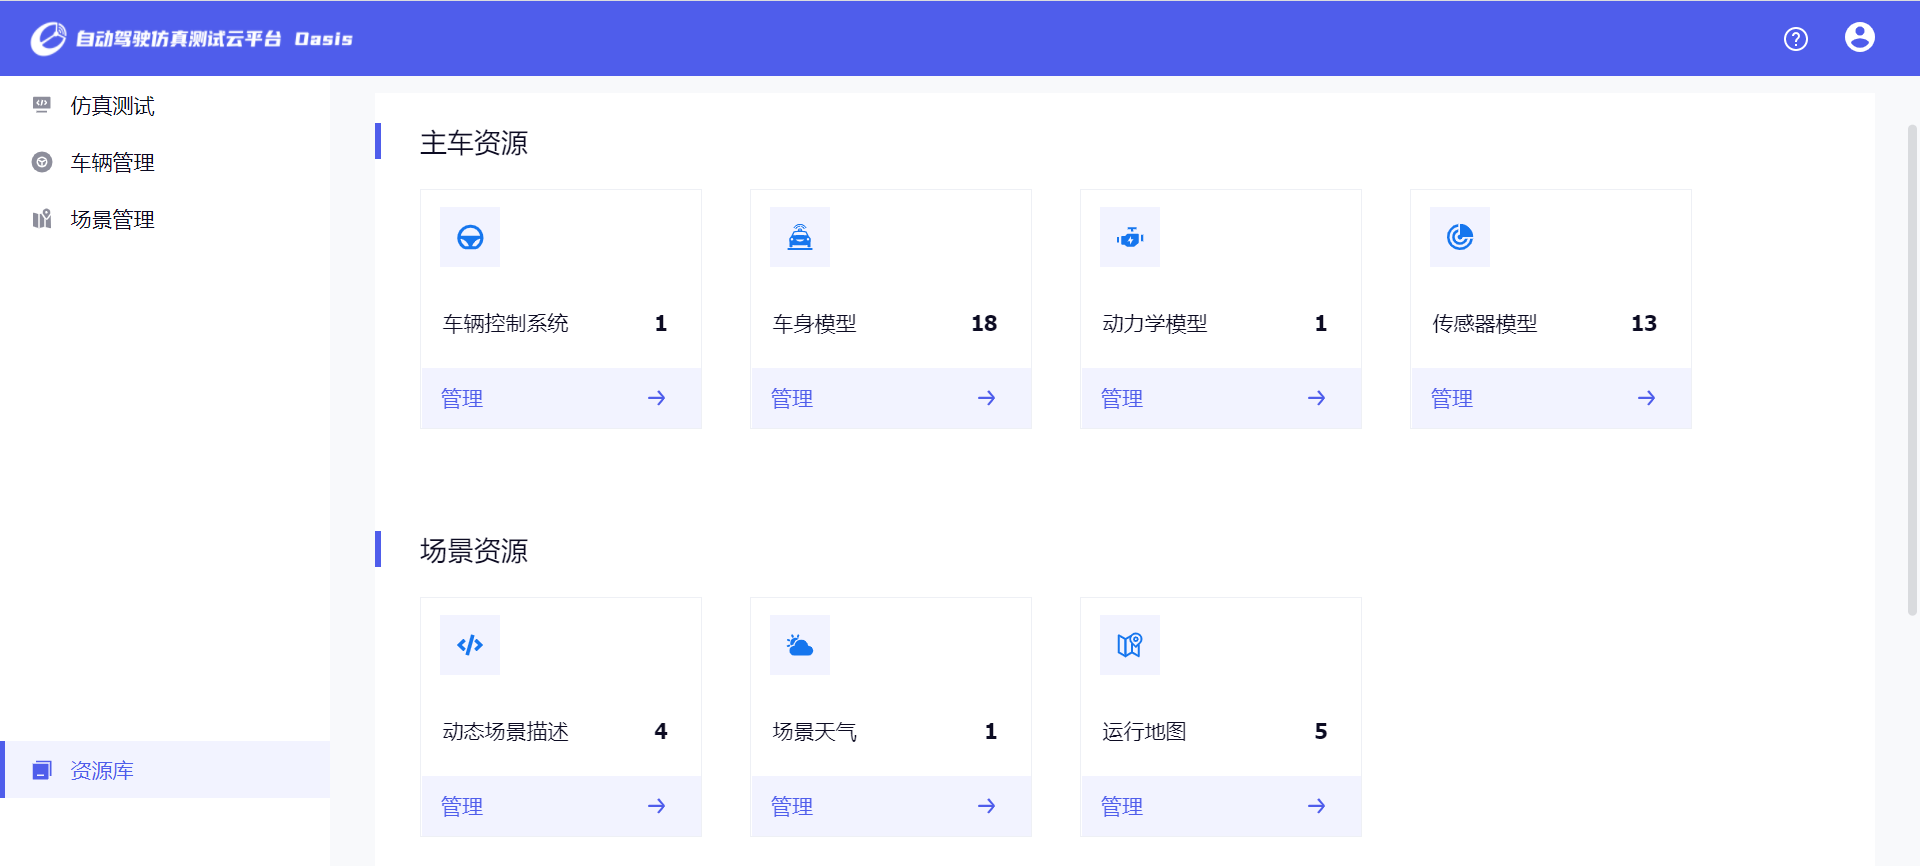 自动驾驶仿真测试云平台 Oasis
仿真测试
车辆管理
场景管理
资源库
主车资源
车辆控制系统 1
管理
车身模型 18
管理
动力学模型 1
管理
传感器模型 13
管理
场景资源
动态场景描述 4
管理
场景天气 1
管理
运行地图 5
管理